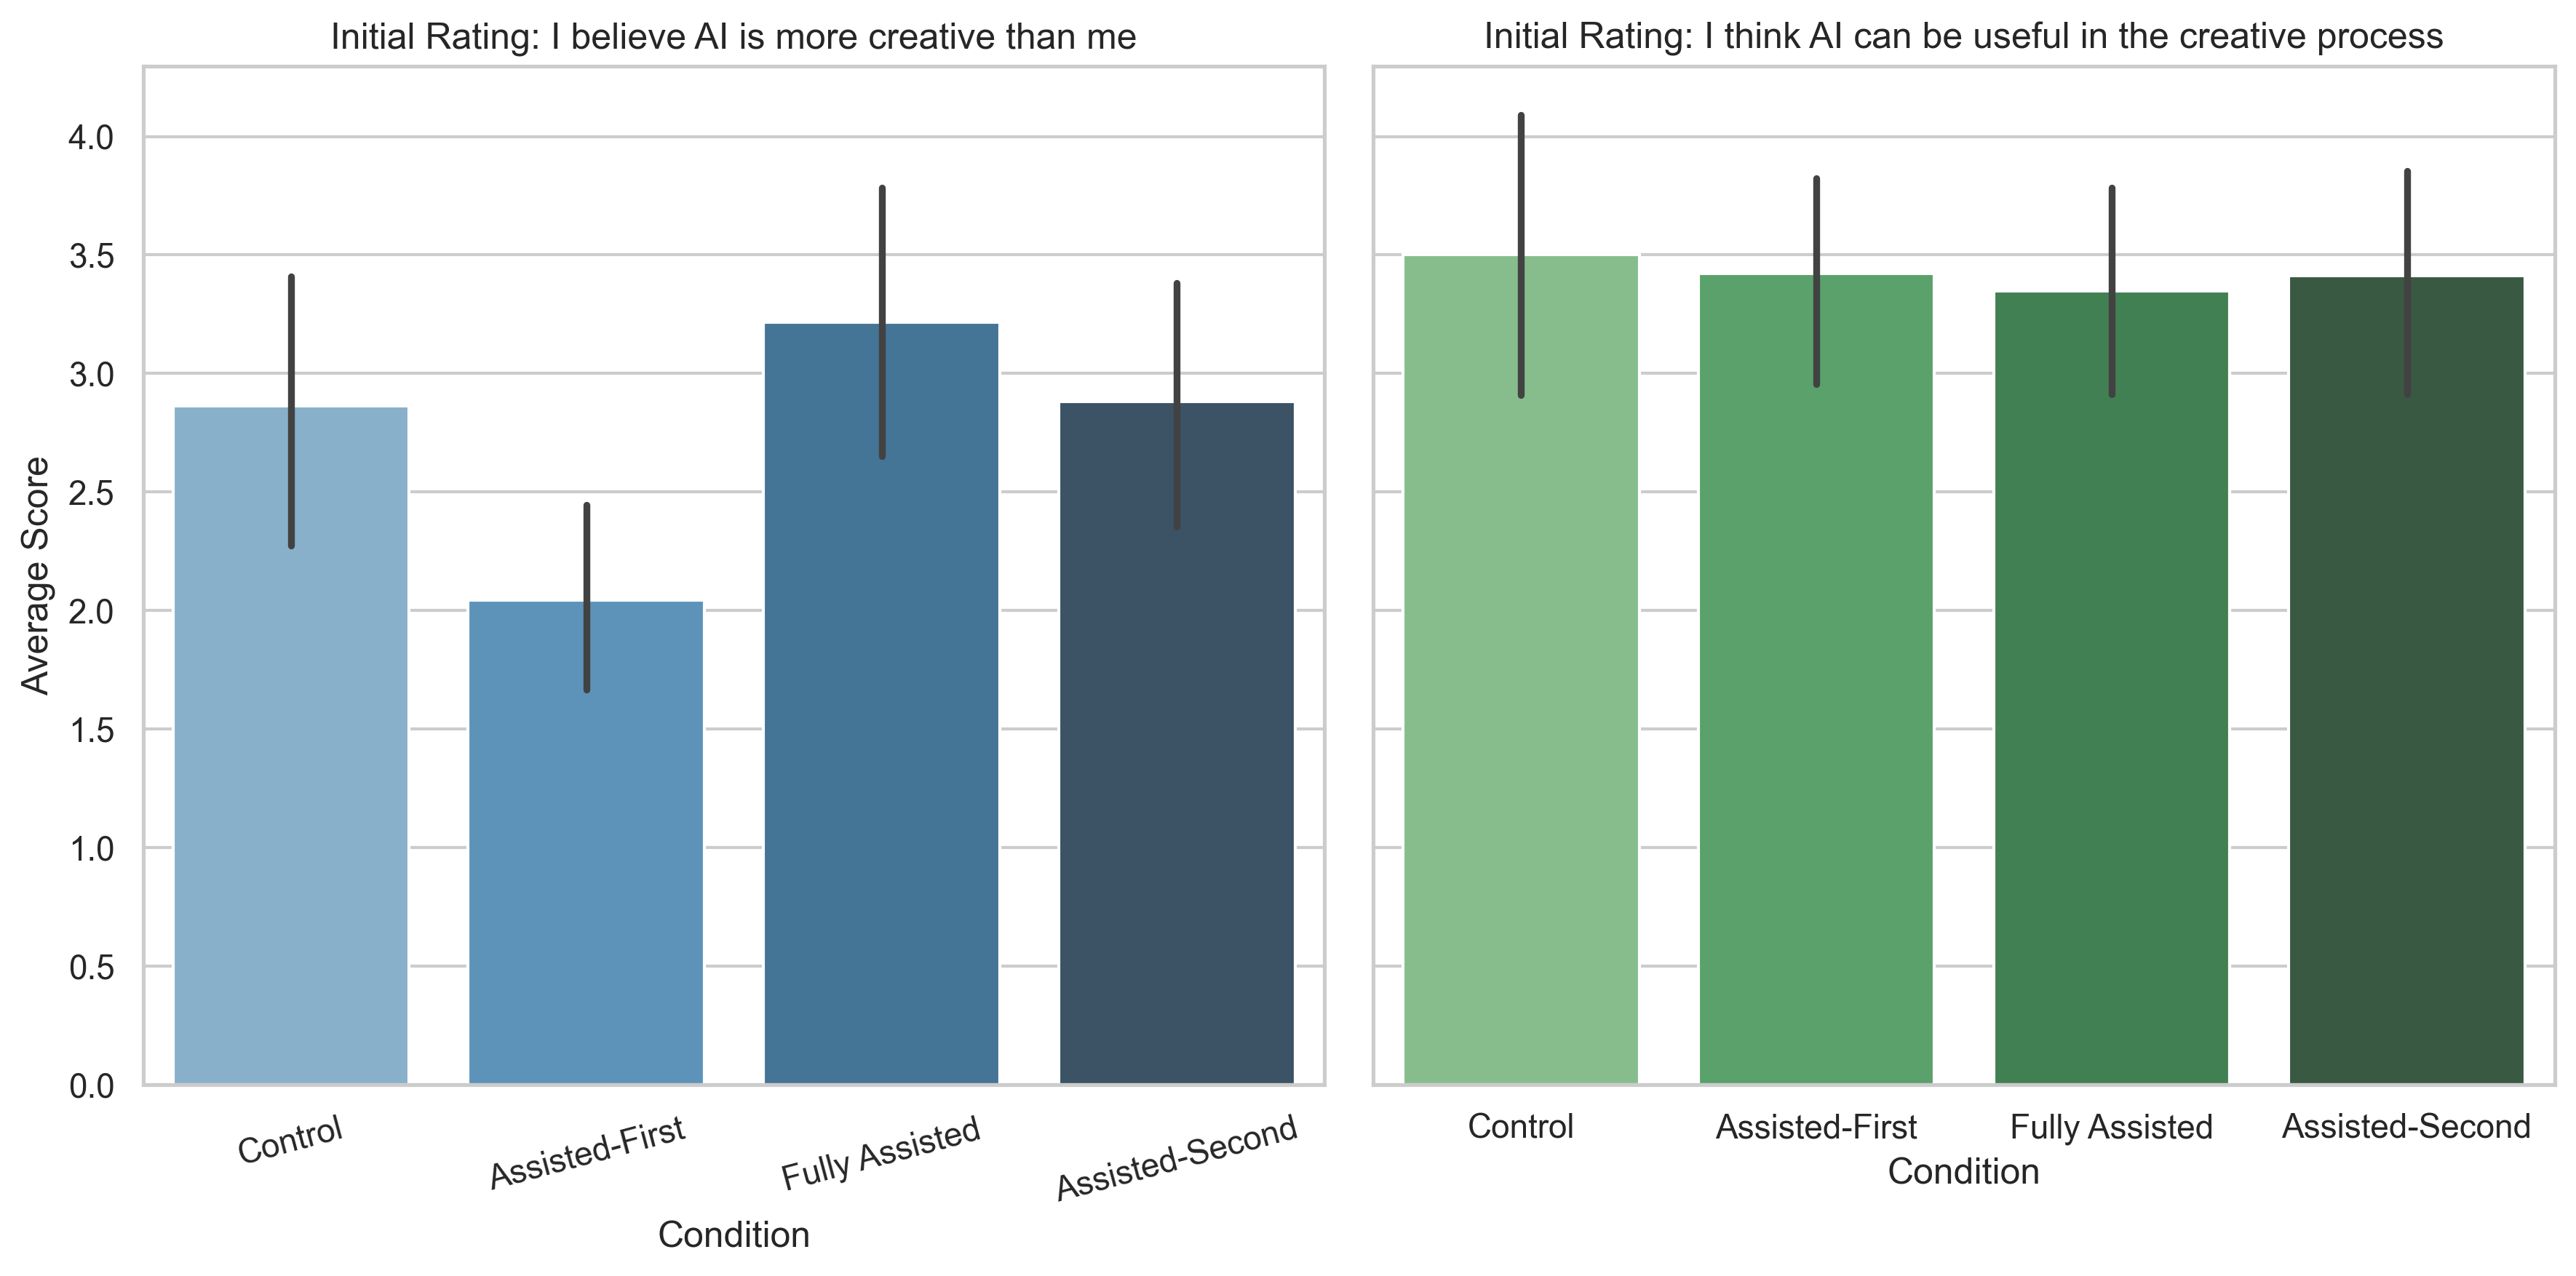 Initial Rating: I believe AI is more creative than me
Initial Rating: I think AI can be useful in the creative process
Average Score
4.0
3.5
3.0
2.5
2.0
1.5
1.0
0.5
0.0
Control
Assisted-First
Fully Assisted
Assisted-Second
Condition
Control
Assisted-First
Fully Assisted
Assisted-Second
Condition